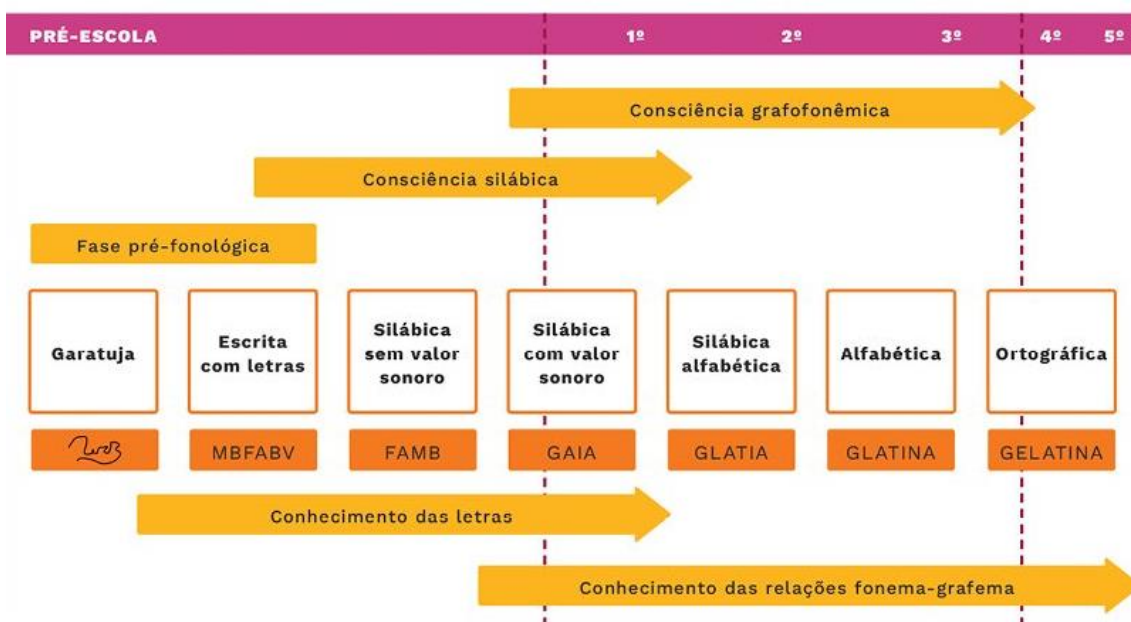 PRÉ-ESCOLA 1º 2º 3º 4º 5º
Consciência grafofonêmica
Consciência silábica
Fase pré-fonológica
Garatuja
Escrita
com letras
Silábica
sem valor
sonoro
Silábica
com valor
sonoro
Silábica
alfabética
Alfabética
Ortográfica
MBFABV
FAMB
GAIA
GLATIA
GLATINA
GELATINA
Conhecimento das letras
Conhecimento das relações fonema-grafema